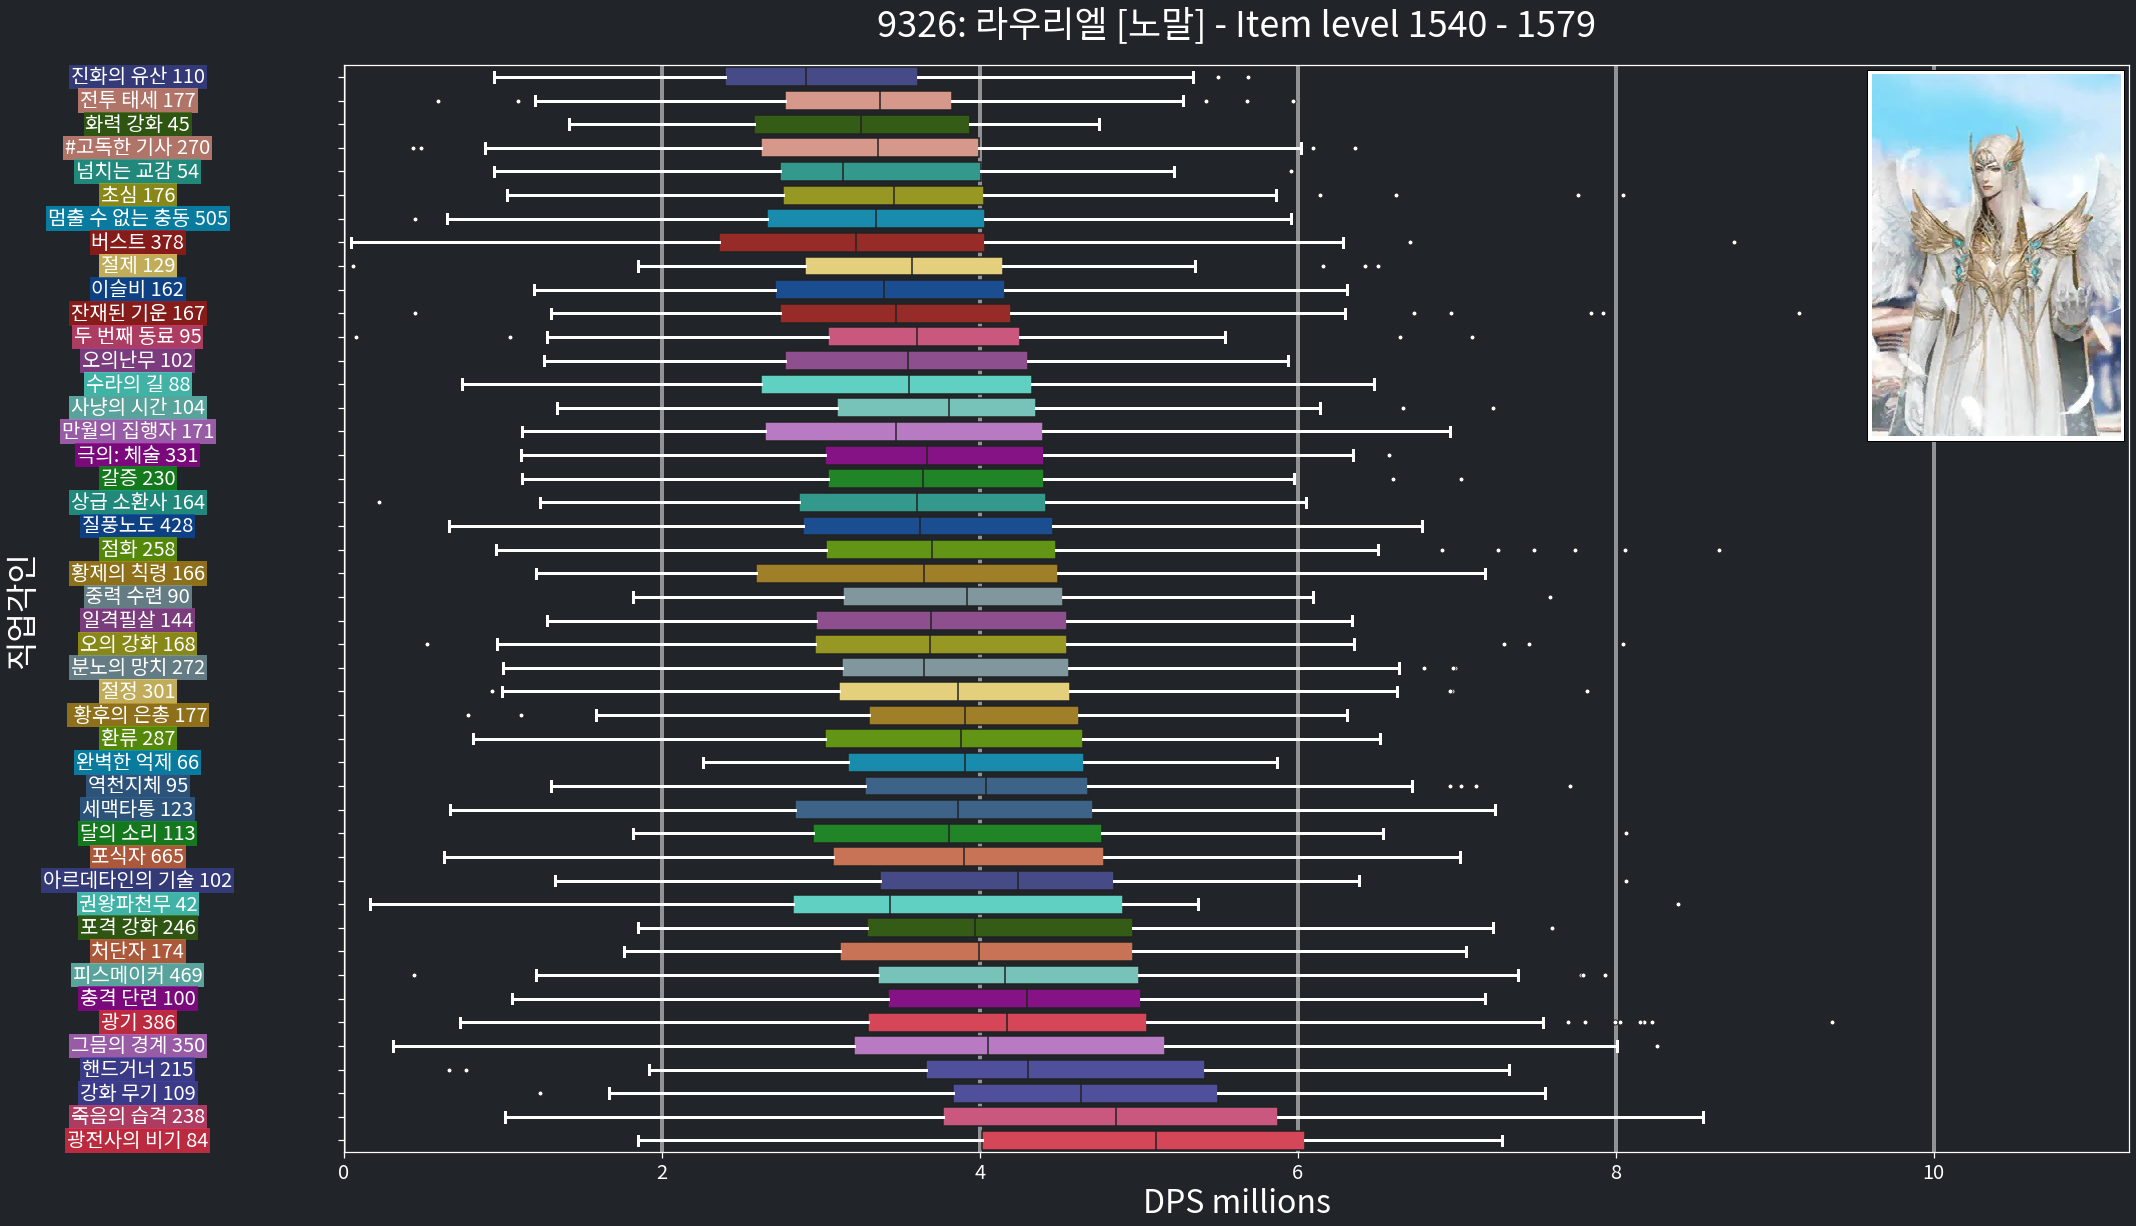 9326: 라우리엘 [노말] - Item level 1540 - 1579
직업각인
진화의 유산 110
전투 태세 177
화력 강화 45
#고독한 기사 270
넘치는 교감 54
초심 176
멈출 수 없는 충동 505
버스트 378
절제 129
이슬비 162
잔재된 기운 167
두 번째 동료 95
오의난무 102
수라의 길 88
사냥의 시간 104
만월의 집행자 171
극의: 체술 331
갈증 230
상급 소환사 164
질풍노도 428
점화 258
황제의 칙령 166
중력 수련 90
일격필살 144
오의 강화 168
분노의 망치 272
절정 301
황후의 은총 177
환류 287
완벽한 억제 66
역천지체 95
세맥타통 123
달의 소리 113
포식자 665
아르데타인의 기술 102
권왕파천무 42
포격 강화 246
처단자 174
피스메이커 469
충격 단련 100
광기 386
그믐의 경계 350
핸드거너 215
강화 무기 109
죽음의 습격 238
광전사의 비기 84
0 2 4 6 8 10
DPS millions